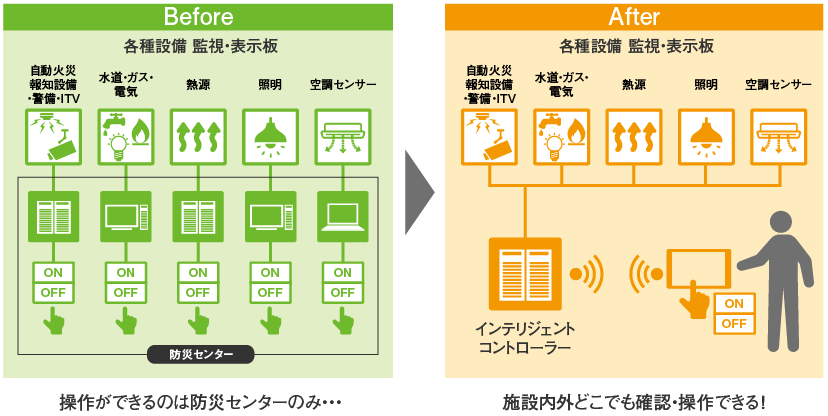 Before
各種設備 監視・表示板
自動火災
報知設備
・警備・ITV
水道・ガス・
電気
熱源
照明
空調センサー
ON
OFF
ON
OFF
ON
OFF
ON
OFF
ON
OFF
防災センター
操作ができるのは防災センターのみ・・・
After
各種設備 監視・表示板
自動火災
報知設備
・警備・ITV
水道・ガス・
電気
熱源
照明
空調センサー
インテリジェント
コントローラー
ON
OFF
施設内外どこでも確認・操作できる!